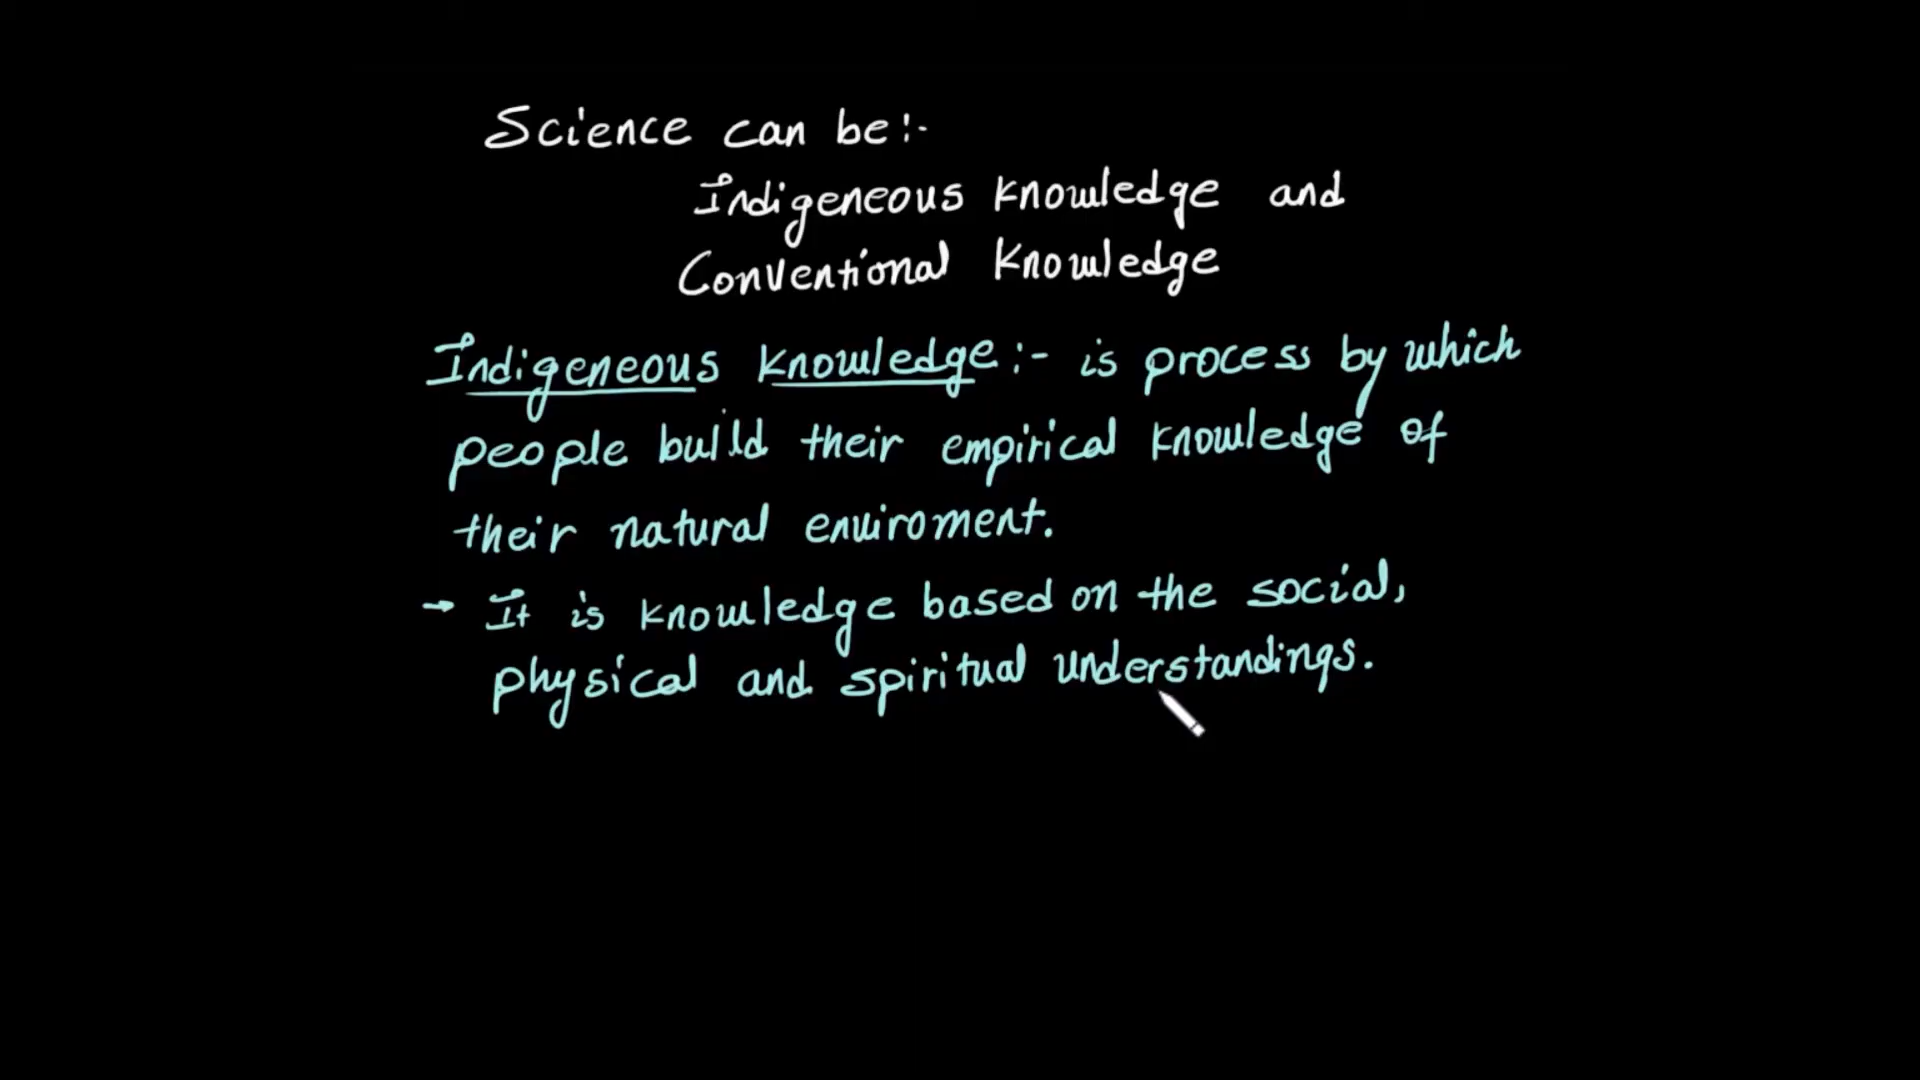 Science can be:-
Indigeneous Knowledge and
Conventional Knowledge
Indigeneous Knowledge:- is process by which
people build their empirical knowledge of
their natural enviroment.
→ It is knowledge based on the social,
physical and spiritual understandings.